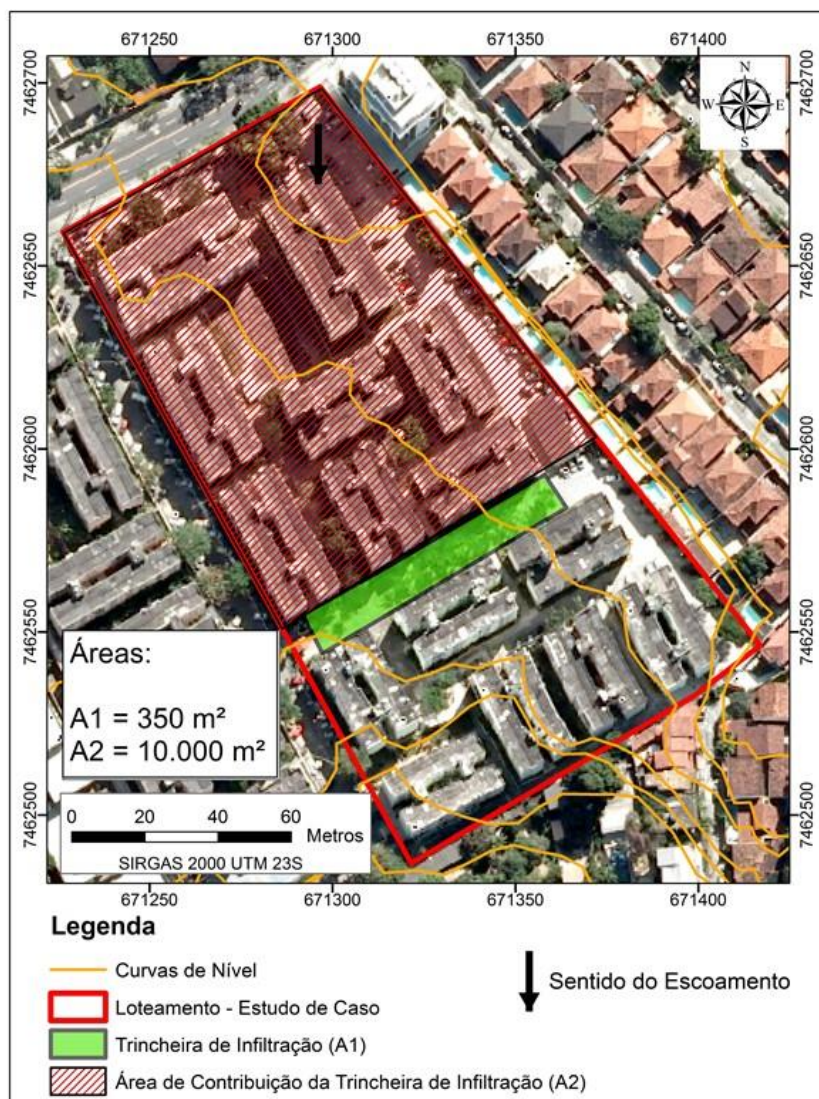 671250 671300 671350 671400
7462700 7462700
N
W E
S
7462650 7462650
7462600 7462600
7462550 7462550
Áreas:
A1 = 350 m²
A2 = 10.000 m²
7462500 7462500
0 20 40 60
Metros
SIRGAS 2000 UTM 23S
671250 671300 671350 671400
Legenda
Curvas de Nível
Sentido do Escoamento
Loteamento - Estudo de Caso
Trincheira de Infiltração (A1)
Área de Contribuição da Trincheira de Infiltração (A2)